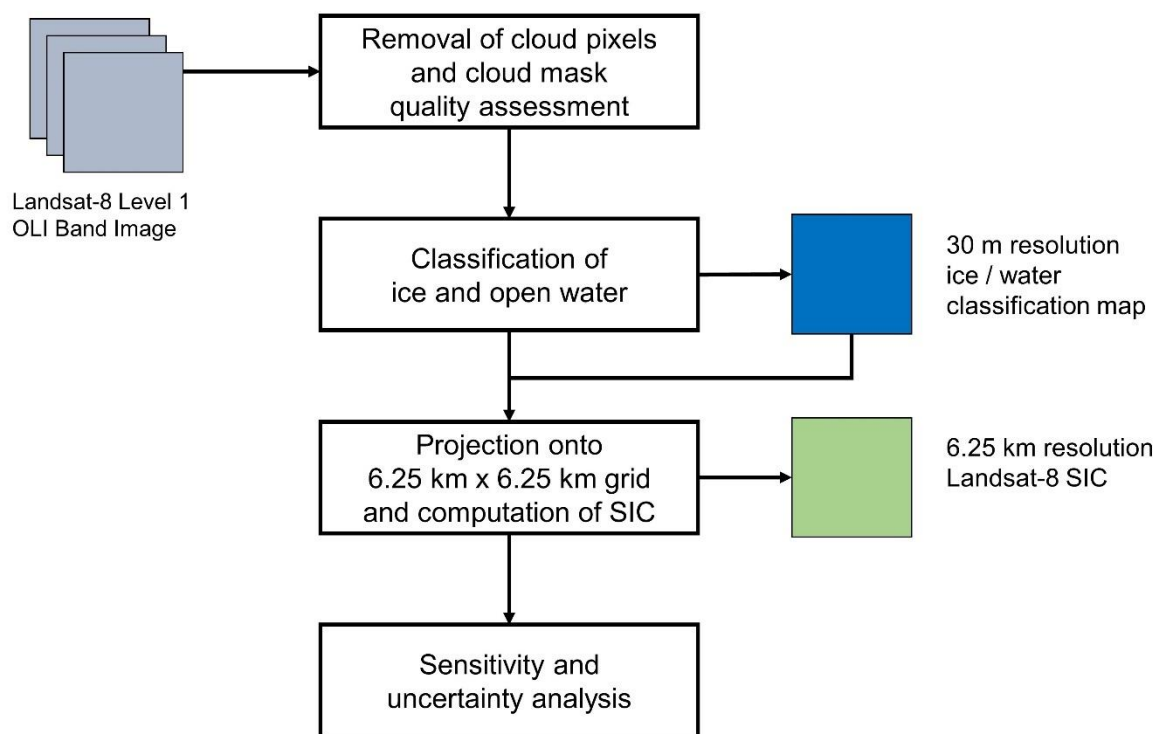 Removal of cloud pixels
and cloud mask
quality assessment
Landsat-8 Level 1
OLI Band Image
Classification of
ice and open water
30 m resolution
ice / water
classification map
Projection onto
6.25 km x 6.25 km grid
and computation of SIC
6.25 km resolution
Landsat-8 SIC
Sensitivity and
uncertainty analysis